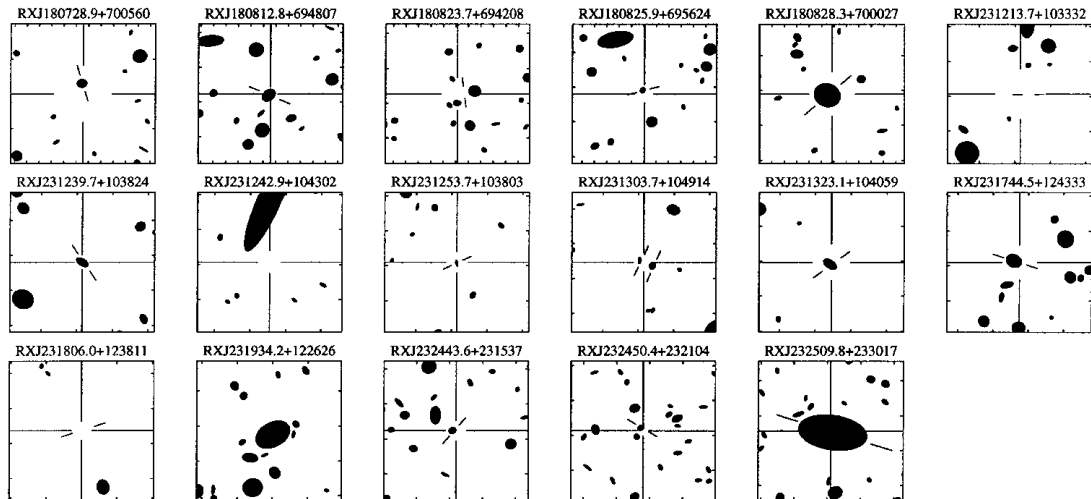 RXJ180728.9+700560
RXJ180812.8+694807
RXJ180823.7+694208
RXJ180825.9+695624
RXJ180828.3+700027
RXJ231213.7+103332
RXJ231239.7+103824
RXJ231242.9+104302
RXJ231253.7+103803
RXJ231303.7+104914
RXJ231323.1+104059
RXJ231744.5+124333
RXJ231806.0+123811
RXJ231934.2+122626
RXJ232443.6+231537
RXJ232450.4+232104
RXJ232509.8+233017